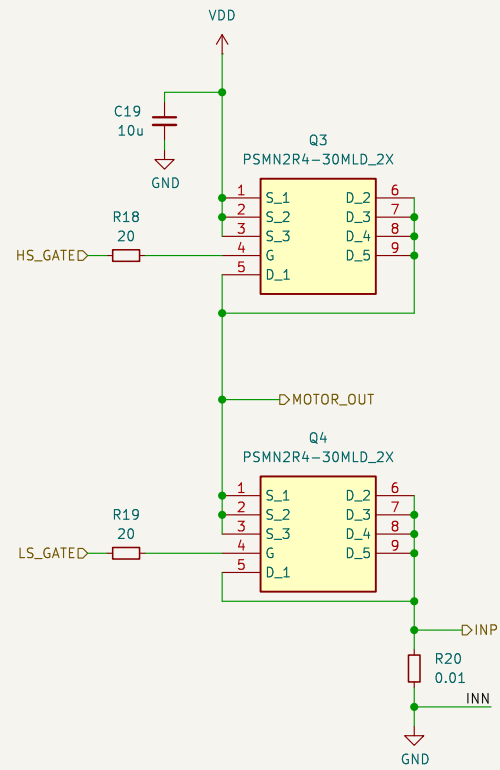 VDD
C19
10u
GND
Q3
PSMN2R4-30MLD_2X
1 S_1 D_2 6
2 S_2 D_3 7
3 S_3 D_4 8
4 G D_5 9
5 D_1
R18
20
HS_GATE
MOTOR_OUT
Q4
PSMN2R4-30MLD_2X
1 S_1 D_2 6
2 S_2 D_3 7
3 S_3 D_4 8
4 G D_5 9
5 D_1
R19
20
LS_GATE
INP
R20
0.01
INN
GND